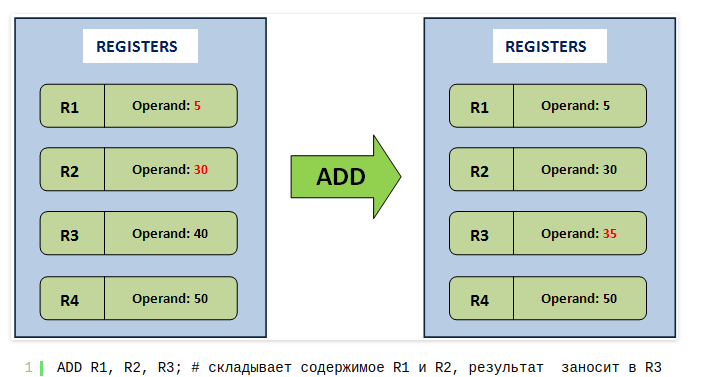 REGISTERS
R1 Operand: 5
R2 Operand: 30
R3 Operand: 40
R4 Operand: 50
ADD
REGISTERS
R1 Operand: 5
R2 Operand: 30
R3 Operand: 35
R4 Operand: 50
1 ADD R1, R2, R3; # складывает содержимое R1 и R2, результат  заносит в R3